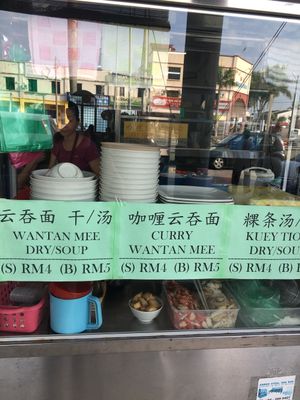 云吞面 干/汤
WANTAN MEE
DRY/SOUP
(S) RM4 (B) RM5
咖喱云吞面
CURRY
WANTAN MEE
(S) RM4 (B) RM5
粿条汤/
KUEY TIO
DRY/SOU
(S) RM4 (B)